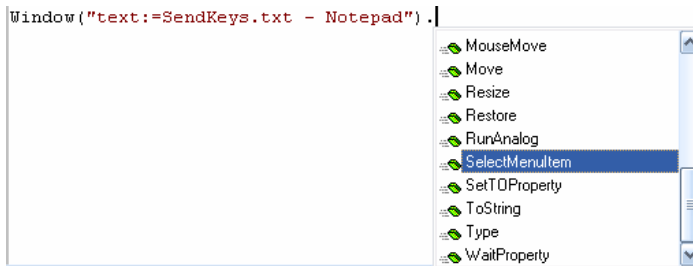 Window("text:=SendKeys.txt - Notepad").
MouseMove
Move
Resize
Restore
RunAnalog
SelectMenuItem
SetTOProperty
ToString
Type
WaitProperty